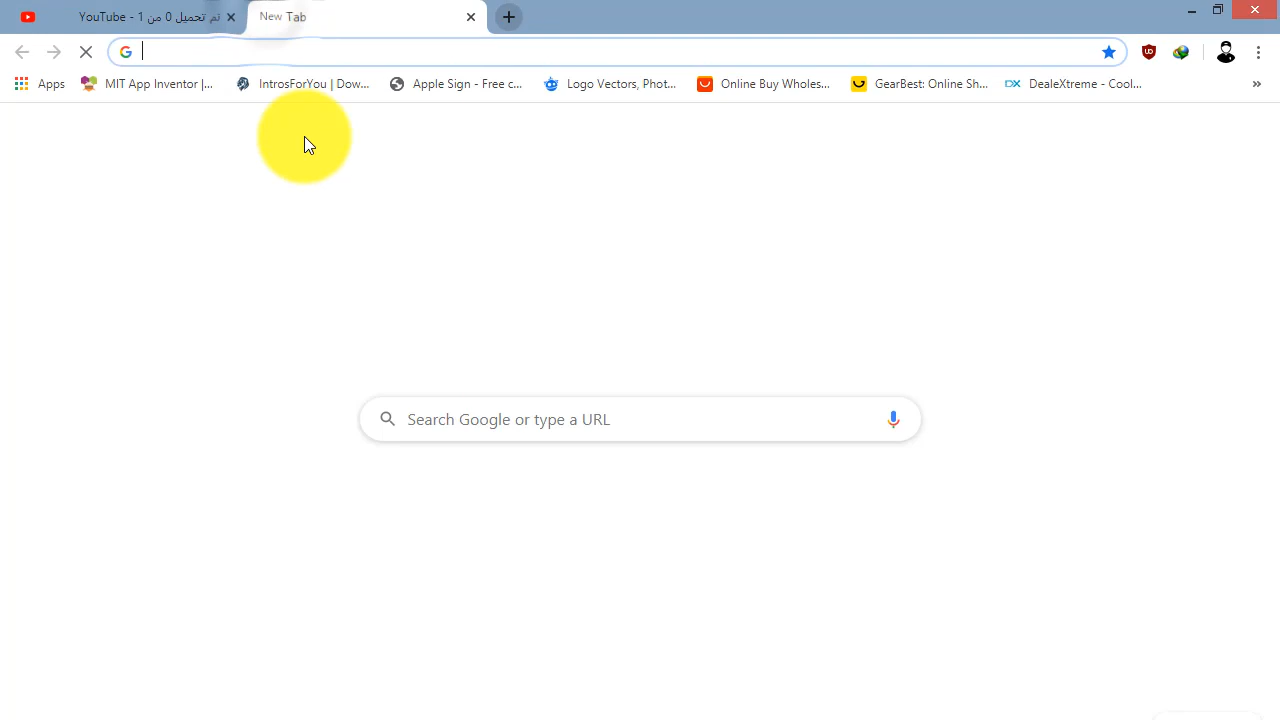 YouTube - 1 تم تحميل 0 من
New Tab
Apps
MIT App Inventor |...
IntrosForYou | Dow...
Apple Sign - Free c...
Logo Vectors, Phot...
Online Buy Wholes...
GearBest: Online Sh...
DX DealeXtreme - Cool...
Search Google or type a URL